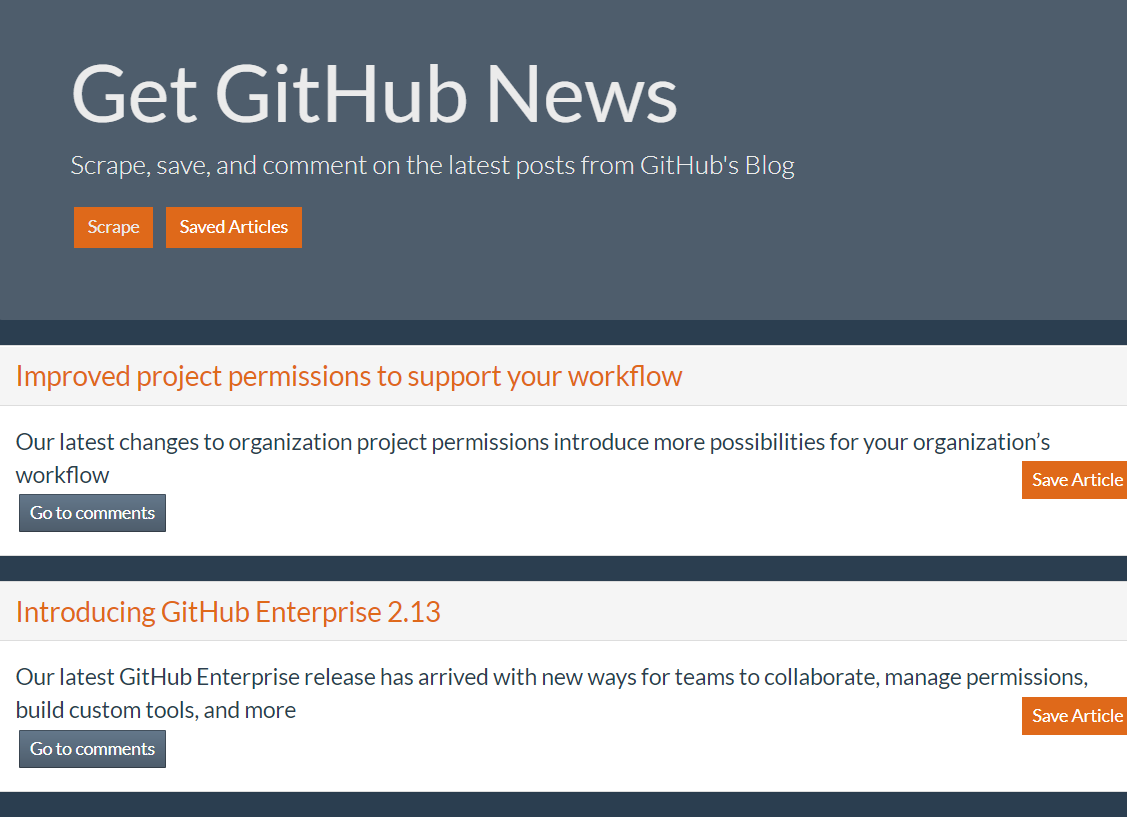 Get GitHub News
Scrape, save, and comment on the latest posts from GitHub's Blog
Scrape
Saved Articles
Improved project permissions to support your workflow
Our latest changes to organization project permissions introduce more possibilities for your organization’s
workflow
Save Article
Go to comments
Introducing GitHub Enterprise 2.13
Our latest GitHub Enterprise release has arrived with new ways for teams to collaborate, manage permissions,
build custom tools, and more
Save Article
Go to comments